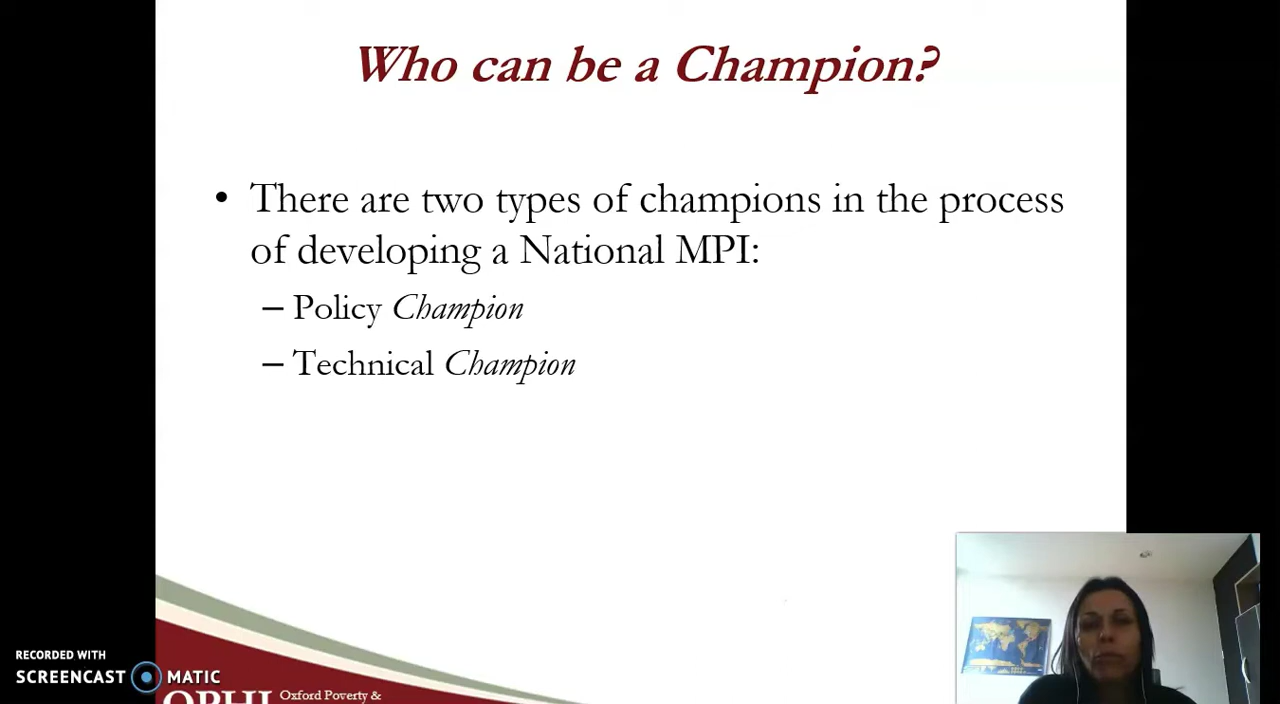 Who can be a Champion?
• There are two types of champions in the process
of developing a National MPI:
– Policy Champion
– Technical Champion
RECORDED WITH
SCREENCAST MATIC
OPHI Oxford Poverty &